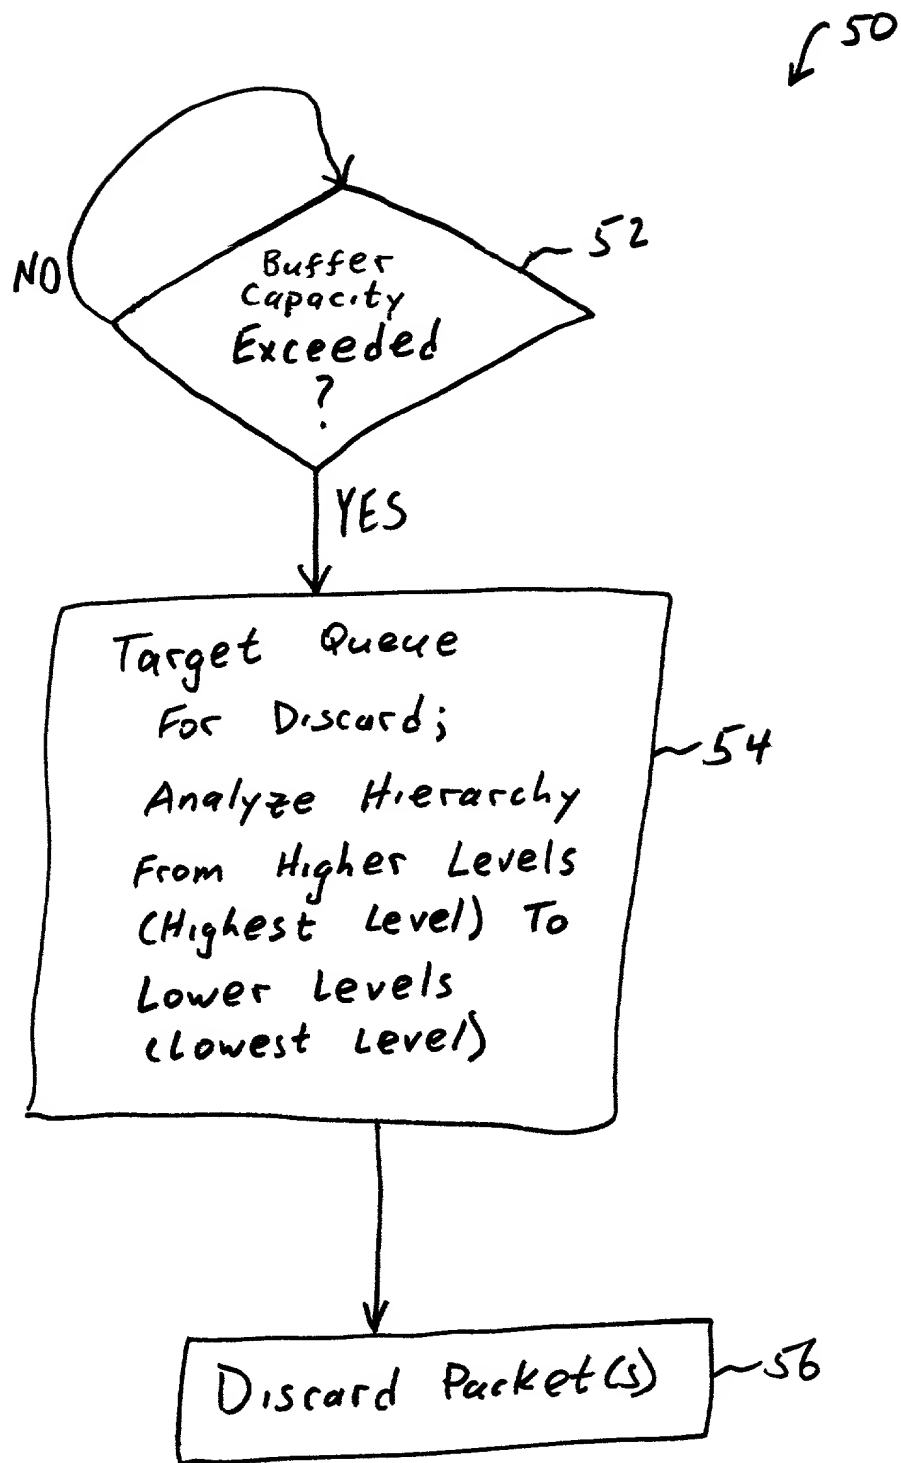 50
Buffer
Capacity
Exceeded
?
52
NO
YES
Target Queue
For Discard;
Analyze Hierarchy
From Higher Levels
(Highest Level) To
Lower Levels
(Lowest Level)
54
Discard Packet(s)
56